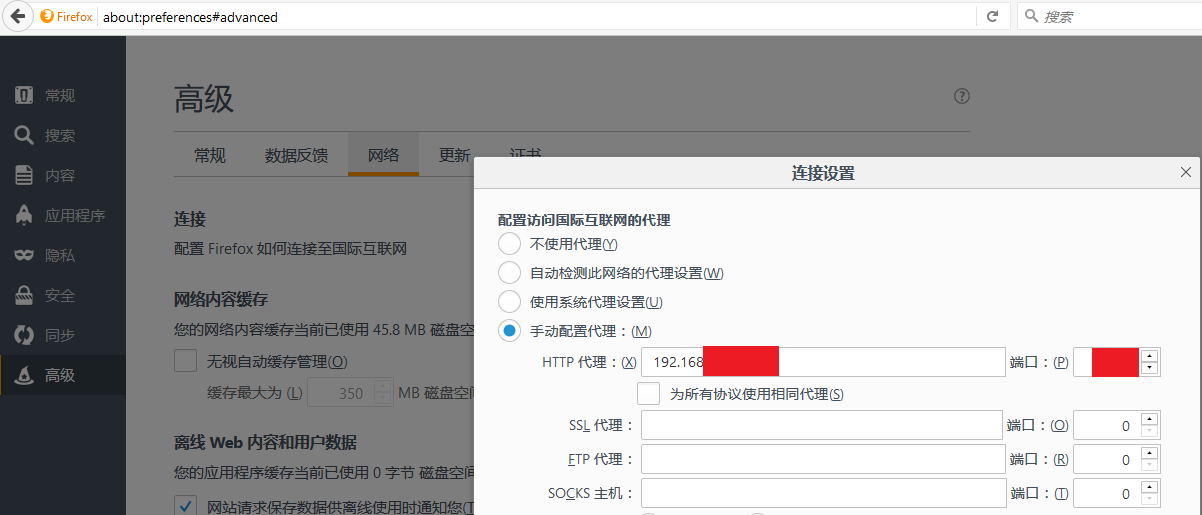 Firefox about:preferences#advanced 搜索
常规
搜索
内容
应用程序
隐私
安全
同步
高级
高级
常规 数据反馈 网络 更新 证书
连接
配置 Firefox 如何连接至国际互联网
网络内容缓存
您的网络内容缓存当前已使用 45.8 MB 磁盘空
无视自动缓存管理(O)
缓存最大为 (L) 350 MB 磁盘空
离线 Web 内容和用户数据
您的应用程序缓存当前已使用 0 字节 磁盘空间
网站请求保存数据供离线使用时通知您(T
连接设置
配置访问国际互联网的代理
不使用代理(Y)
自动检测此网络的代理设置(W)
使用系统代理设置(U)
手动配置代理：(M)
HTTP 代理：(X) 192.168 端口：(P)
为所有协议使用相同代理(S)
SSL 代理： 端口：(O) 0
FTP 代理： 端口：(R) 0
SOCKS 主机： 端口：(T) 0